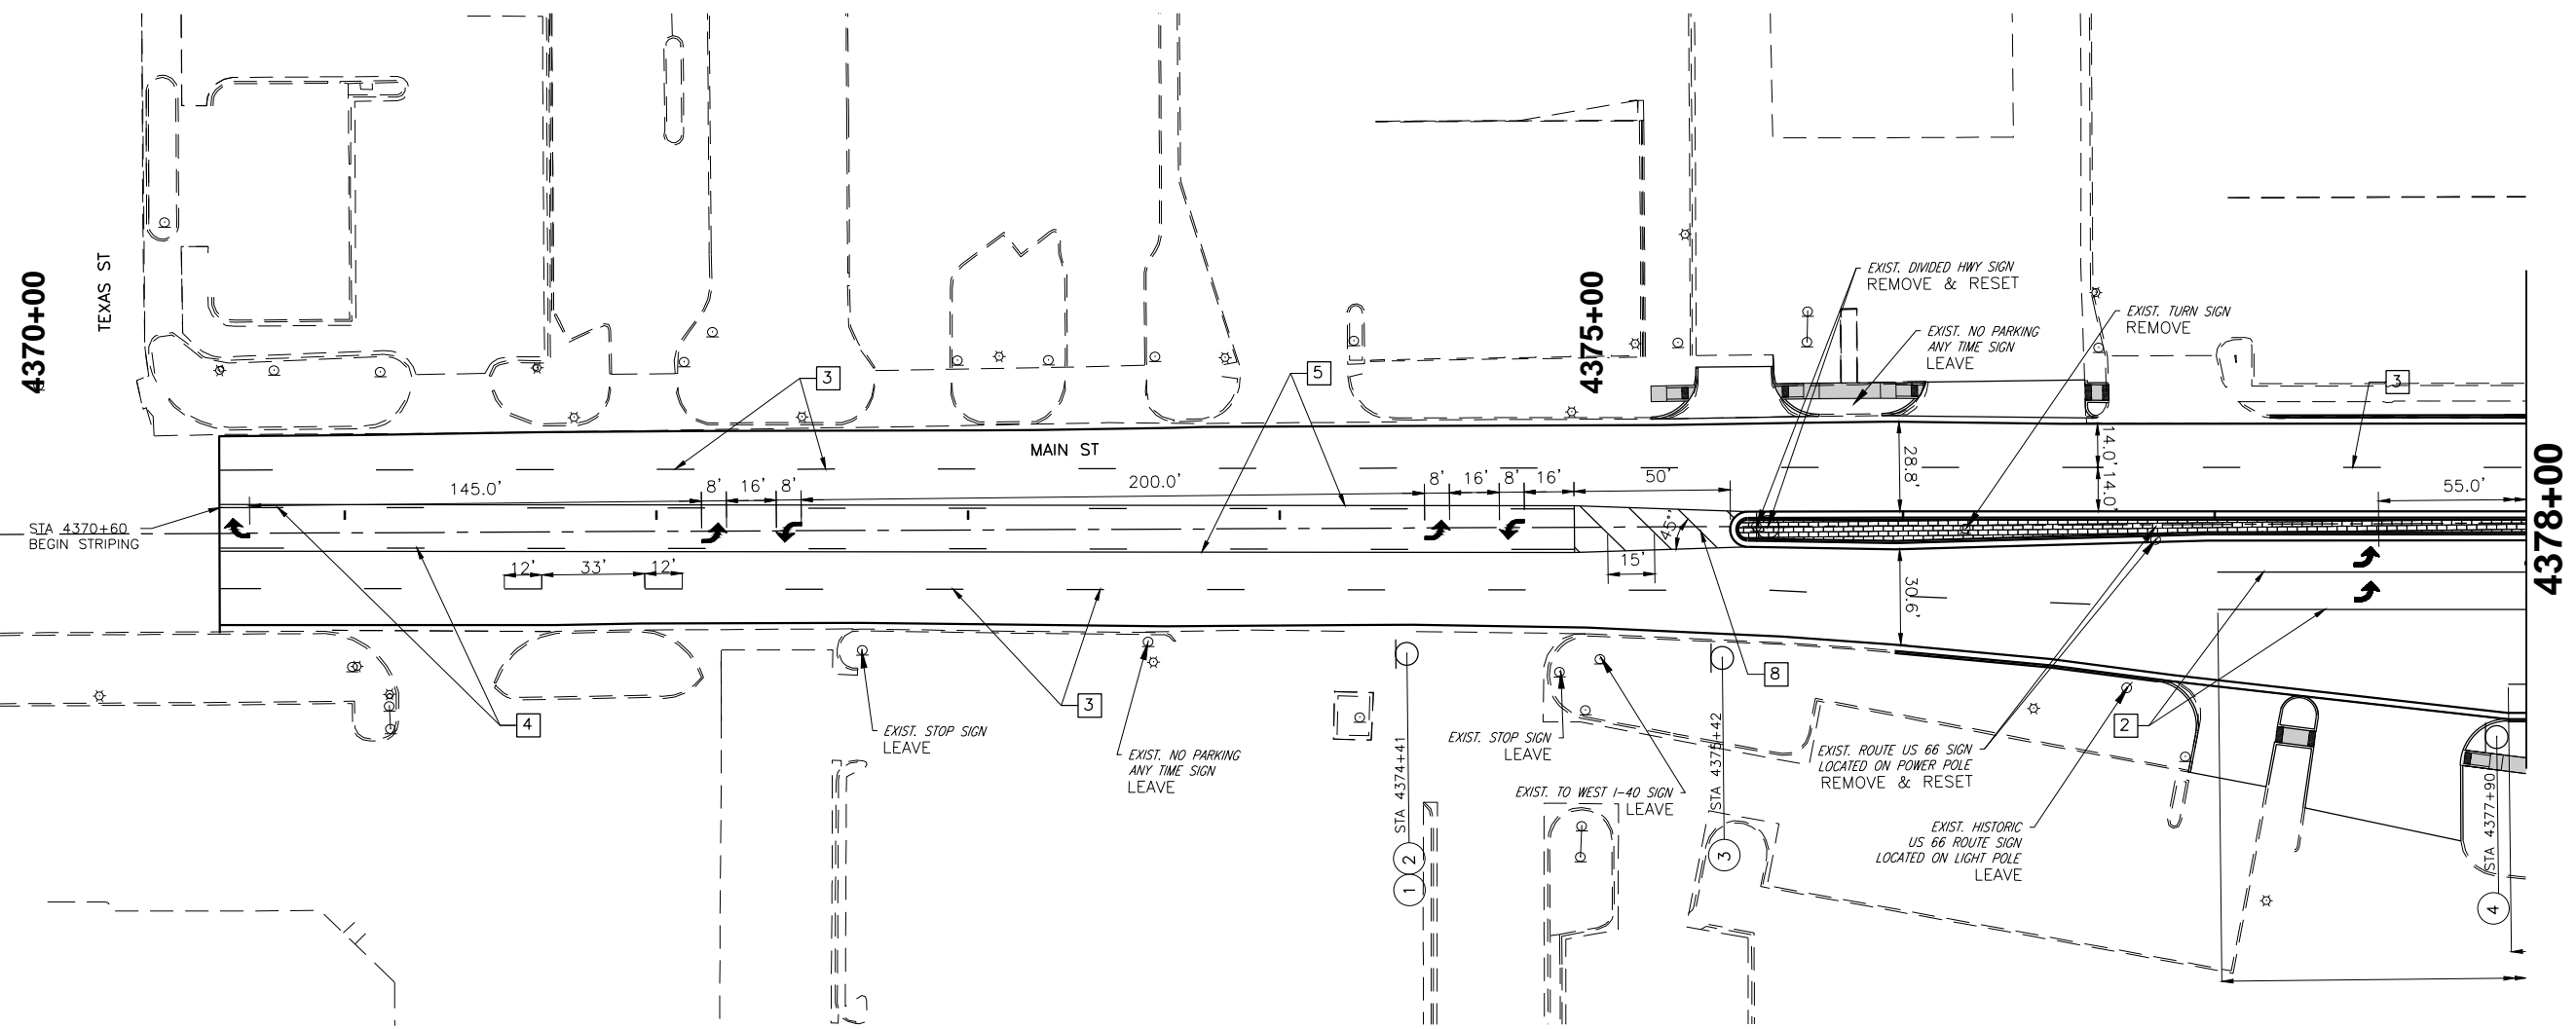 4370+00
TEXAS ST
4375+00
EXIST. DIVIDED HWY SIGN
REMOVE & RESET
EXIST. TURN SIGN
REMOVE
EXIST. NO PARKING
ANY TIME SIGN
LEAVE
3
5
3
MAIN ST
14.0'
14.0'
28.8'
4378+00
145.0'
8'
16'
8'
200.0'
8'
16'
8'
16'
50'
55.0'
STA 4370+60
BEGIN STRIPING
45°
15'
12'
33'
12'
30.6'
8
4
3
2
EXIST. STOP SIGN
LEAVE
EXIST. NO PARKING
ANY TIME SIGN
LEAVE
STA 4374+41
2
1
EXIST. STOP SIGN
LEAVE
EXIST. TO WEST I-40 SIGN
LEAVE
STA 4375+42
3
EXIST. ROUTE US 66 SIGN
LOCATED ON POWER POLE
REMOVE & RESET
EXIST. HISTORIC
US 66 ROUTE SIGN
LOCATED ON LIGHT POLE
LEAVE
STA 4377+90
4